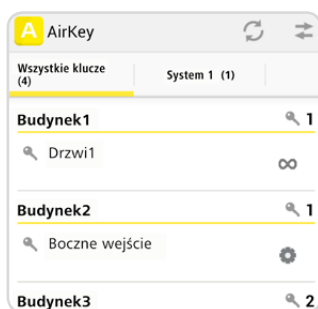 A AirKey
Wszystkie klucze
(4)
System 1 (1)
Budynek1 1
Drzwi1
Budynek2 1
Boczne wejście
Budynek3 2